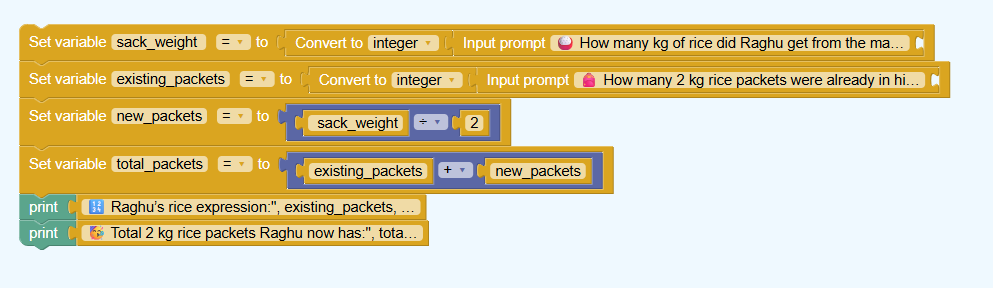 Set variable sack_weight = to Convert to integer Input prompt 🍚 How many kg of rice did Raghu get from the ma...
Set variable existing_packets = to Convert to integer Input prompt 🎒 How many 2 kg rice packets were already in hi...
Set variable new_packets = to sack_weight ÷ 2
Set variable total_packets = to existing_packets + new_packets
print 🔢 Raghu's rice expression:", existing_packets, ...
print Total 2 kg rice packets Raghu now has:", tota...